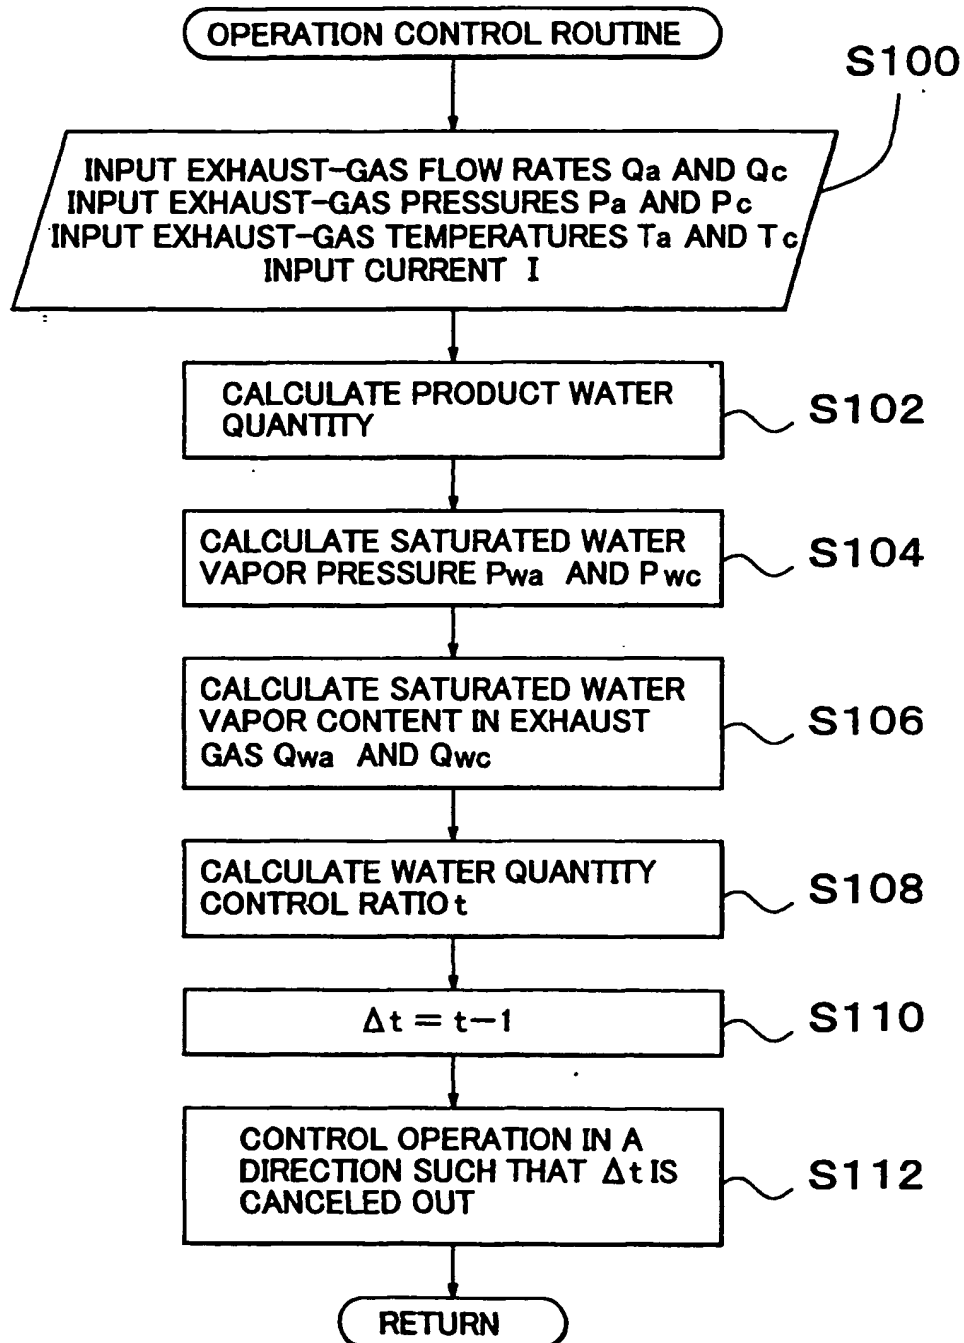 OPERATION CONTROL ROUTINE
S100
INPUT EXHAUST-GAS FLOW RATES Qa AND Qc
INPUT EXHAUST-GAS PRESSURES Pa AND Pc
INPUT EXHAUST-GAS TEMPERATURES Ta AND Tc
INPUT CURRENT I
CALCULATE PRODUCT WATER
QUANTITY
S102
CALCULATE SATURATED WATER
VAPOR PRESSURE Pwa AND Pwc
S104
CALCULATE SATURATED WATER
VAPOR CONTENT IN EXHAUST
GAS Qwa AND Qwc
S106
CALCULATE WATER QUANTITY
CONTROL RATIO t
S108
Δt = t-1
S110
CONTROL OPERATION IN A
DIRECTION SUCH THAT Δt IS
CANCELED OUT
S112
RETURN